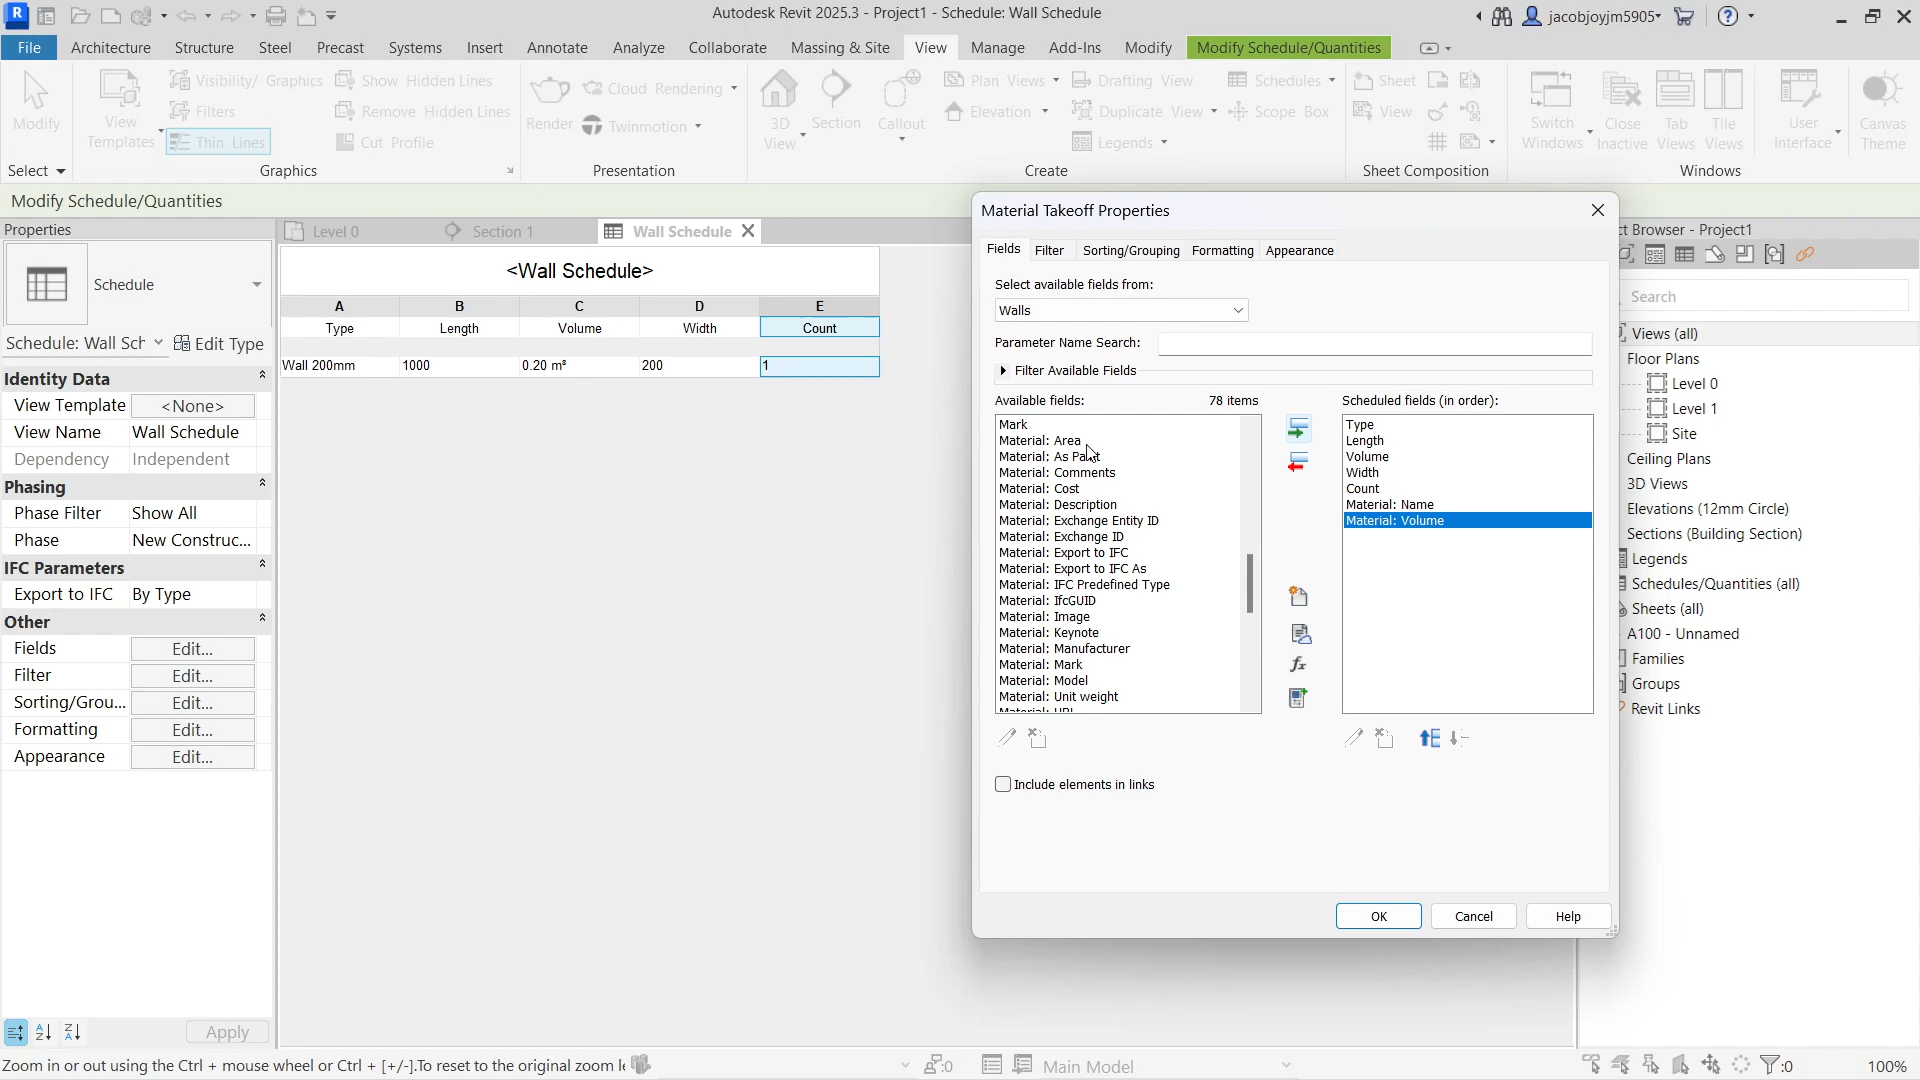 R
Autodesk Revit 2025.3 - Project1 - Schedule: Wall Schedule
jacobjoyjm5905
File Architecture Structure Steel Precast Systems Insert Annotate Analyze Collaborate Massing & Site View Manage Add-Ins Modify Modify Schedule/Quantities
Modify
View Templates
Visibility/ Graphics
Filters
Thin Lines
Show Hidden Lines
Remove Hidden Lines
Cut Profile
Render
Cloud Rendering
Twinmotion
3D View
Section
Callout
Plan Views
Elevation
Drafting View
Duplicate View
Legends
Schedules
Scope Box
Sheet
View
Switch Windows
Close Inactive
Tab Views
Tile Views
User Interface
Canvas Theme
Select Graphics Presentation Create Sheet Composition Windows
Modify Schedule/Quantities
Properties
Schedule
Schedule: Wall Sch Edit Type
Identity Data
View Template <None>
View Name Wall Schedule
Dependency Independent
Phasing
Phase Filter Show All
Phase New Construc...
IFC Parameters
Export to IFC By Type
Other
Fields Edit...
Filter Edit...
Sorting/Grou... Edit...
Formatting Edit...
Appearance Edit...
Apply
Level 0 Section 1 Wall Schedule
<Wall Schedule>
A B C D E
Type Length Volume Width Count
Wall 200mm 1000 0.20 m³ 200 1
Material Takeoff Properties
Fields Filter Sorting/Grouping Formatting Appearance
Select available fields from:
Walls
Parameter Name Search:
Filter Available Fields
Available fields: 78 items
Mark
Material: Area
Material: As Paint
Material: Comments
Material: Cost
Material: Description
Material: Exchange Entity ID
Material: Exchange ID
Material: Export to IFC
Material: Export to IFC As
Material: IFC Predefined Type
Material: IfcGUID
Material: Image
Material: Keynote
Material: Manufacturer
Material: Mark
Material: Model
Material: Unit weight
Material: URL
Scheduled fields (in order):
Type
Length
Volume
Width
Count
Material: Name
Material: Volume
Include elements in links
OK Cancel Help
ct Browser - Project1
Search
Views (all)
Floor Plans
Level 0
Level 1
Site
Ceiling Plans
3D Views
Elevations (12mm Circle)
Sections (Building Section)
Legends
Schedules/Quantities (all)
Sheets (all)
A100 - Unnamed
Families
Groups
Revit Links
Zoom in or out using the Ctrl + mouse wheel or Ctrl + [+/-].To reset to the original zoom l
:0
Main Model
:0
100%